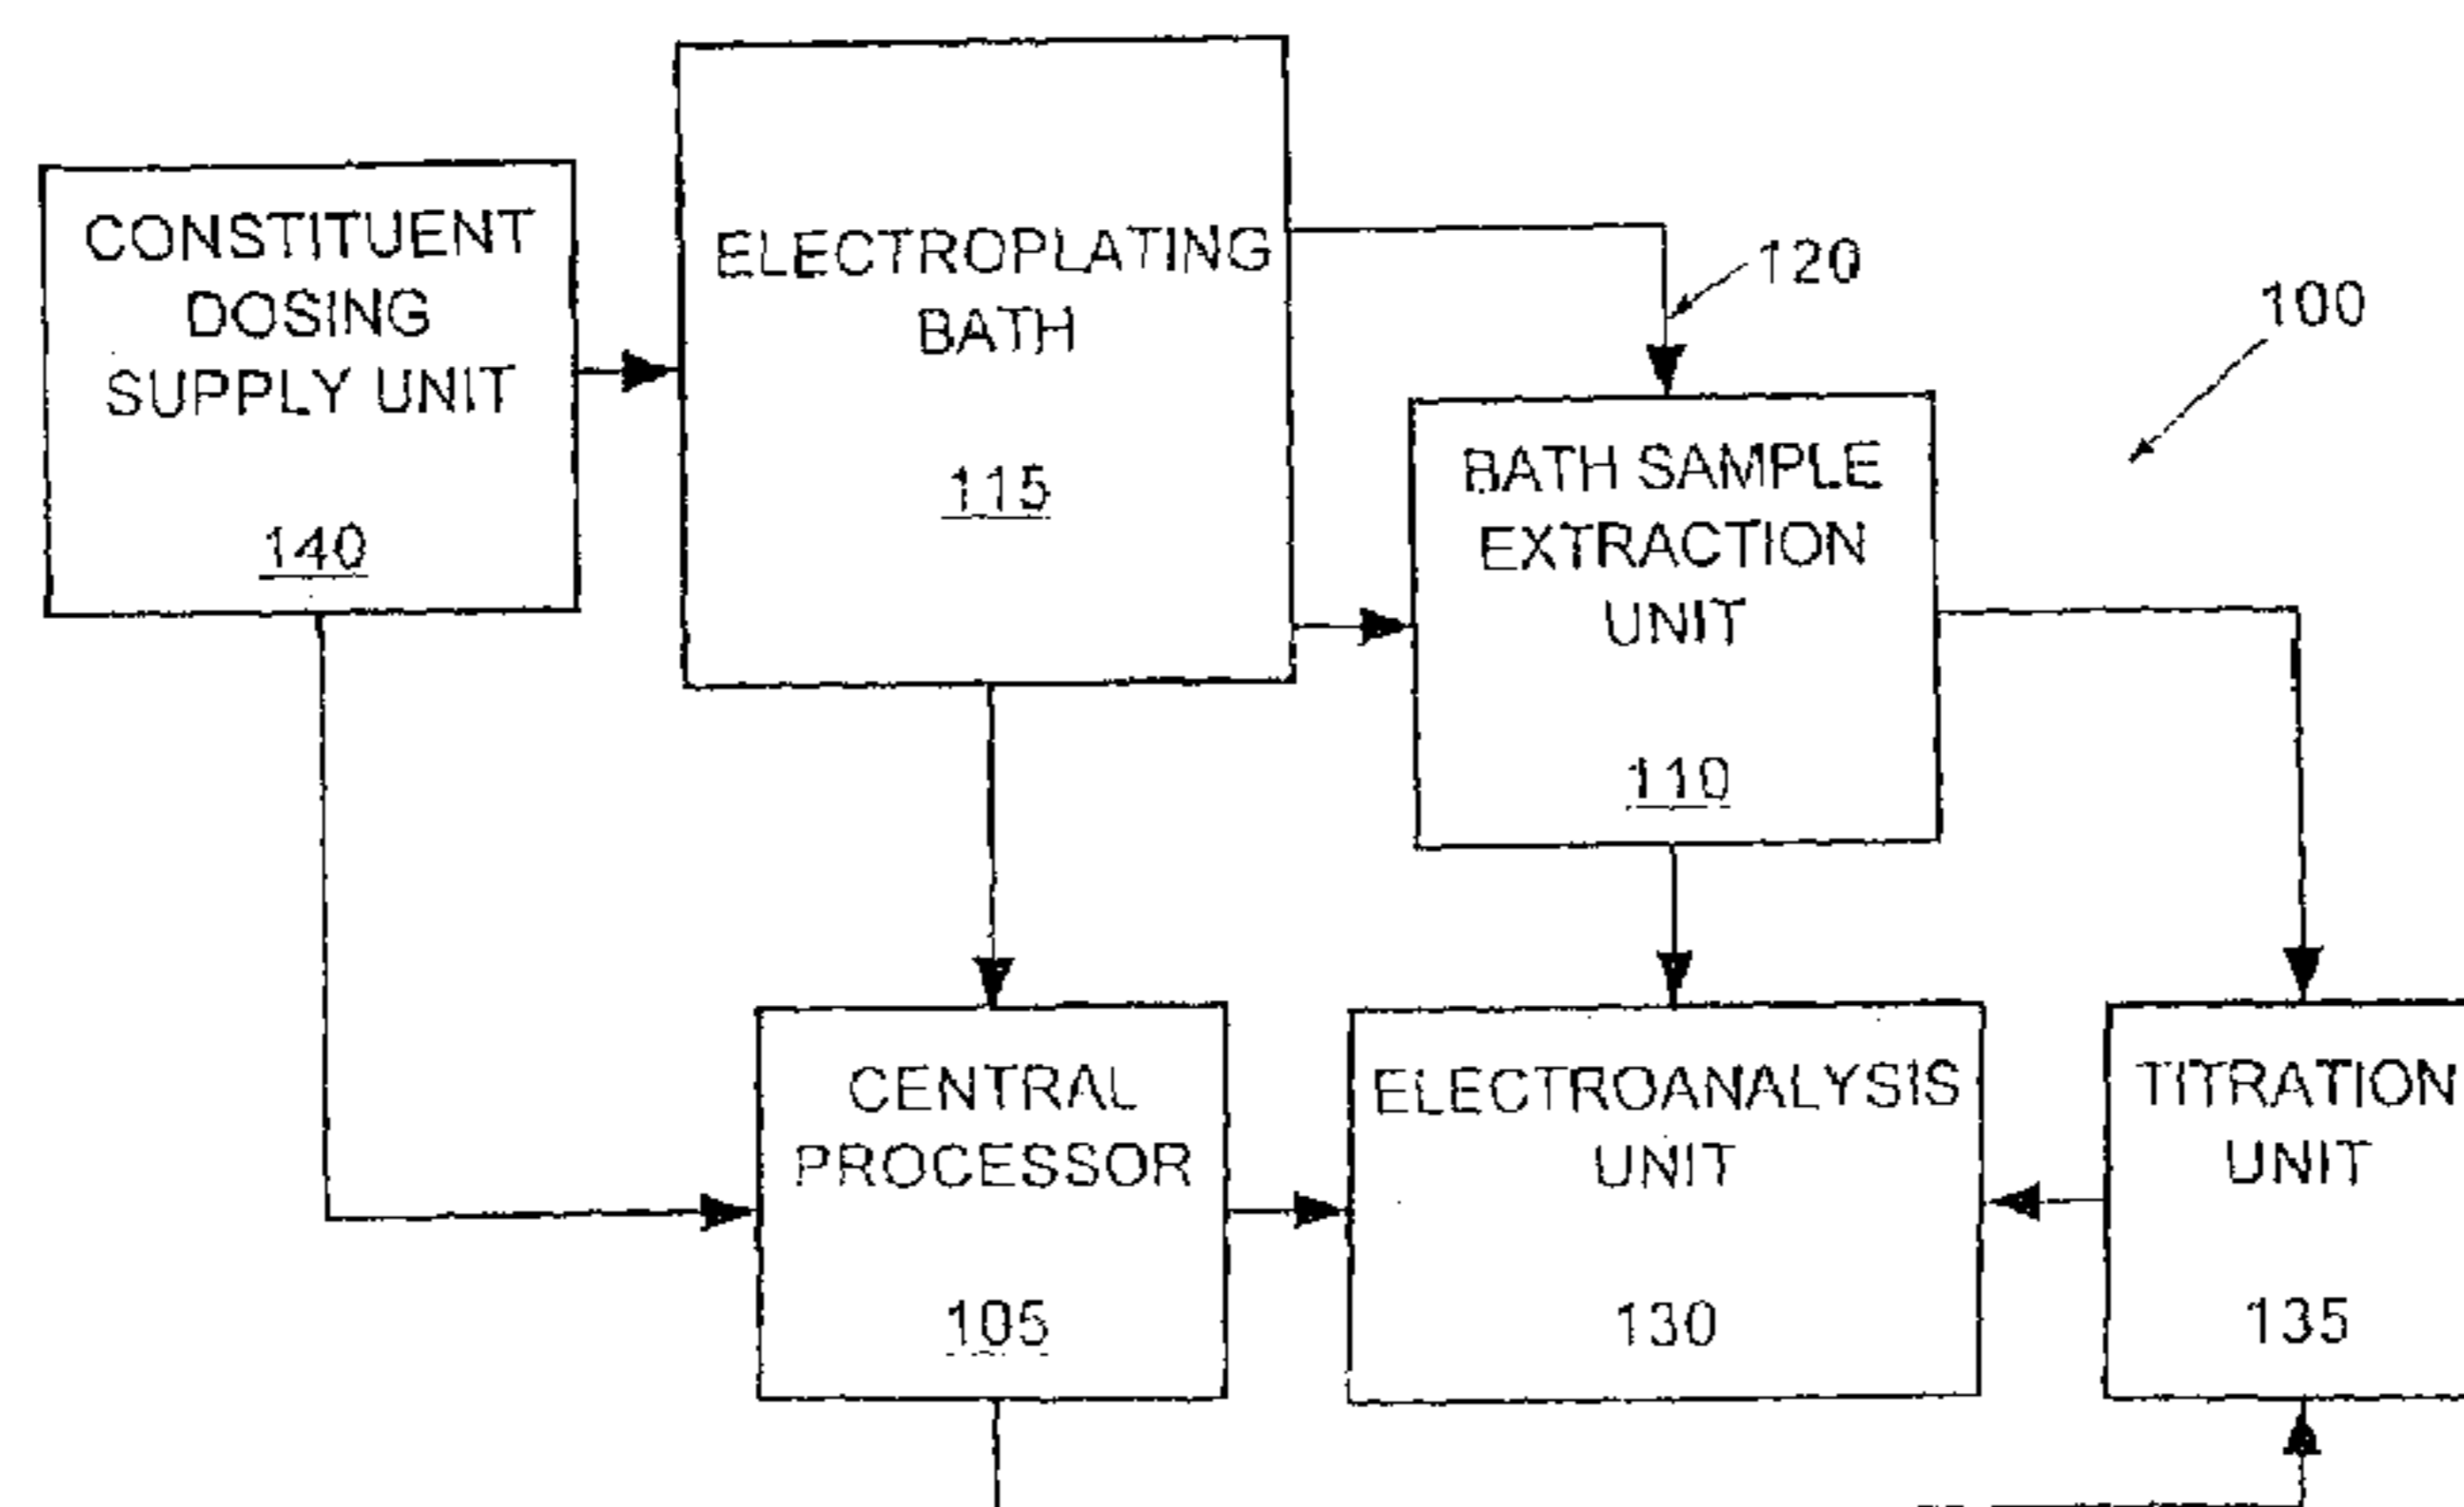 CONSTITUENT
DOSING
SUPPLY UNIT
140
ELECTROPLATING
BATH
115
120
100
BATH SAMPLE
EXTRACTION
UNIT
110
CENTRAL
PROCESSOR
105
ELECTROANALYSIS
UNIT
130
TITRATION
UNIT
135